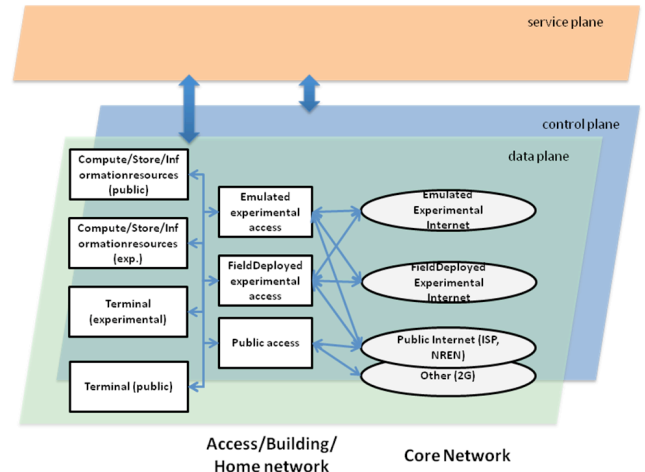 service plane
control plane
data plane
Compute/Store/Inf
ormationresources
(public)
Compute/Store/Inf
ormationresources
(exp.)
Terminal
(experimental)
Terminal (public)
Emulated
experimental
access
FieldDeployed
experimental
access
Public access
Emulated
Experimental
Internet
FieldDeployed
Experimental
Internet
Public Internet (ISP,
NREN)
Other (2G)
Access/Building/
Home network
Core Network